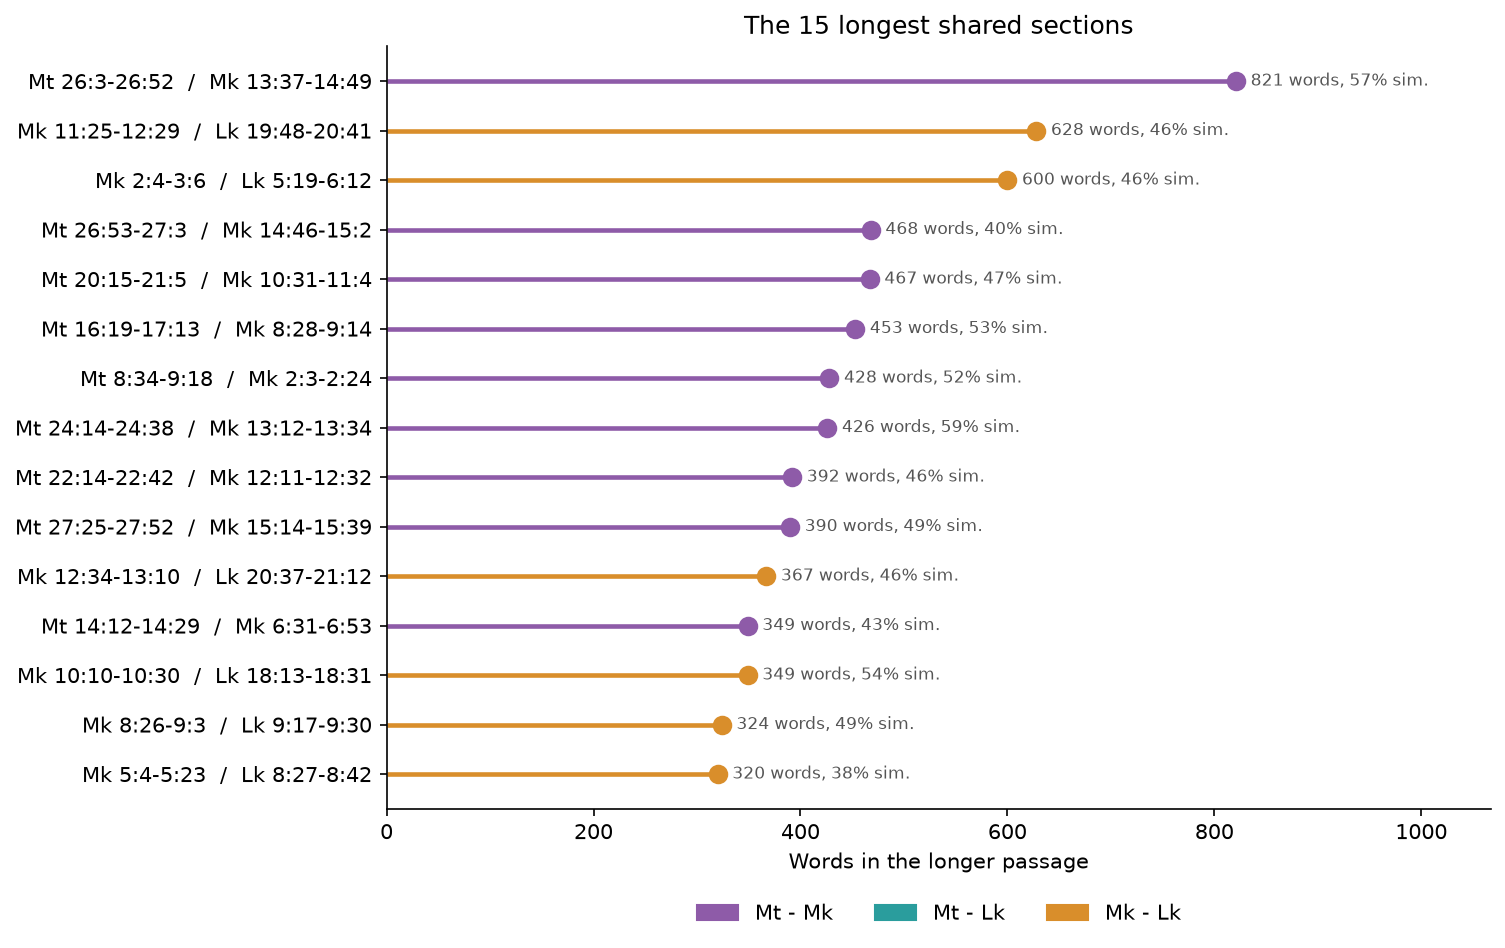 The 15 longest shared sections
Mt 26:3-26:52 / Mk 13:37-14:49 821 words, 57% sim.
Mk 11:25-12:29 / Lk 19:48-20:41 628 words, 46% sim.
Mk 2:4-3:6 / Lk 5:19-6:12 600 words, 46% sim.
Mt 26:53-27:3 / Mk 14:46-15:2 468 words, 40% sim.
Mt 20:15-21:5 / Mk 10:31-11:4 467 words, 47% sim.
Mt 16:19-17:13 / Mk 8:28-9:14 453 words, 53% sim.
Mt 8:34-9:18 / Mk 2:3-2:24 428 words, 52% sim.
Mt 24:14-24:38 / Mk 13:12-13:34 426 words, 59% sim.
Mt 22:14-22:42 / Mk 12:11-12:32 392 words, 46% sim.
Mt 27:25-27:52 / Mk 15:14-15:39 390 words, 49% sim.
Mk 12:34-13:10 / Lk 20:37-21:12 367 words, 46% sim.
Mt 14:12-14:29 / Mk 6:31-6:53 349 words, 43% sim.
Mk 10:10-10:30 / Lk 18:13-18:31 349 words, 54% sim.
Mk 8:26-9:3 / Lk 9:17-9:30 324 words, 49% sim.
Mk 5:4-5:23 / Lk 8:27-8:42 320 words, 38% sim.
0 200 400 600 800 1000
Words in the longer passage
Mt - Mk Mt - Lk Mk - Lk